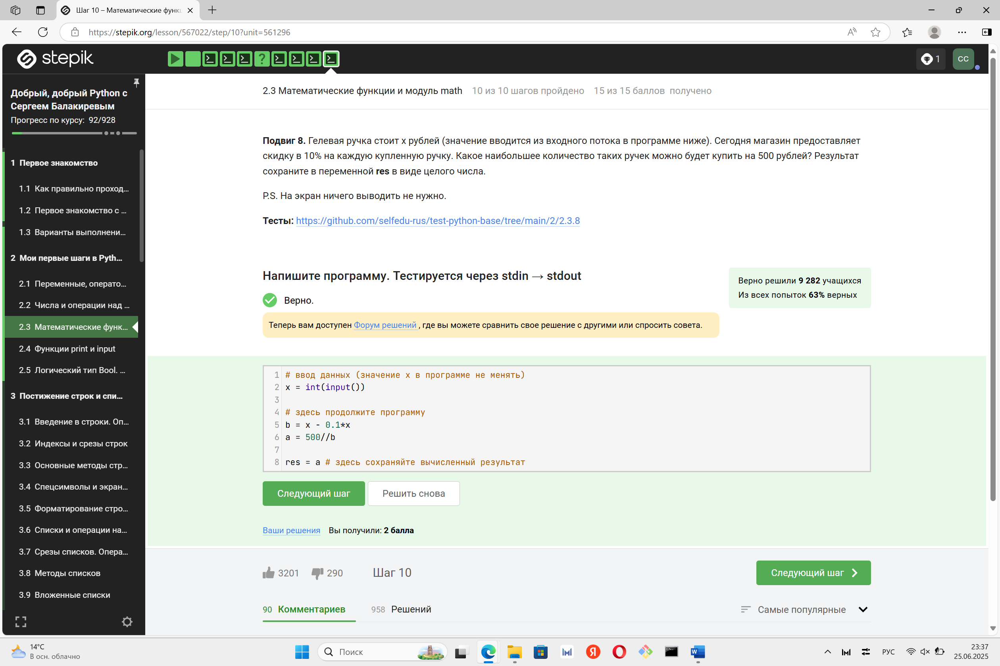 Шаг 10 – Математические функц
https://stepik.org/lesson/567022/step/10?unit=561296
stepik
1
CC
Добрый, добрый Python с
Сергеем Балакиревым
Прогресс по курсу: 92/928
1 Первое знакомство
1.1 Как правильно проход...
1.2 Первое знакомство с ...
1.3 Варианты выполнени...
2 Мои первые шаги в Pyth...
2.1 Переменные, операто...
2.2 Числа и операции над ...
2.3 Математические функ...
2.4 Функции print и input
2.5 Логический тип Bool. ...
3 Постижение строк и спи...
3.1 Введение в строки. Оп...
3.2 Индексы и срезы строк
3.3 Основные методы стр...
3.4 Спецсимволы и экран...
3.5 Форматирование стро...
3.6 Списки и операции на...
3.7 Срезы списков. Опера...
3.8 Методы списков
3.9 Вложенные списки
2.3 Математические функции и модуль math 10 из 10 шагов пройдено 15 из 15 баллов получено
Подвиг 8. Гелевая ручка стоит x рублей (значение вводится из входного потока в программе ниже). Сегодня магазин предоставляет
скидку в 10% на каждую купленную ручку. Какое наибольшее количество таких ручек можно будет купить на 500 рублей? Результат
сохраните в переменной res в виде целого числа.
P.S. На экран ничего выводить не нужно.
Тесты: https://github.com/selfedu-rus/test-python-base/tree/main/2/2.3.8
Напишите программу. Тестируется через stdin → stdout
Верно решили 9 282 учащихся
Из всех попыток 63% верных
Верно.
Теперь вам доступен Форум решений , где вы можете сравнить свое решение с другими или спросить совета.
1 # ввод данных (значение x в программе не менять)
2 x = int(input())
3
4 # здесь продолжите программу
5 b = x - 0.1*x
6 a = 500//b
7
8 res = a # здесь сохраняйте вычисленный результат
Следующий шаг Решить снова
Ваши решения Вы получили: 2 балла
3201 290 Шаг 10 Следующий шаг
90 Комментариев 958 Решений Самые популярные
14°C
В осн. облачно
Поиск
РУС
23:37
25.06.2025